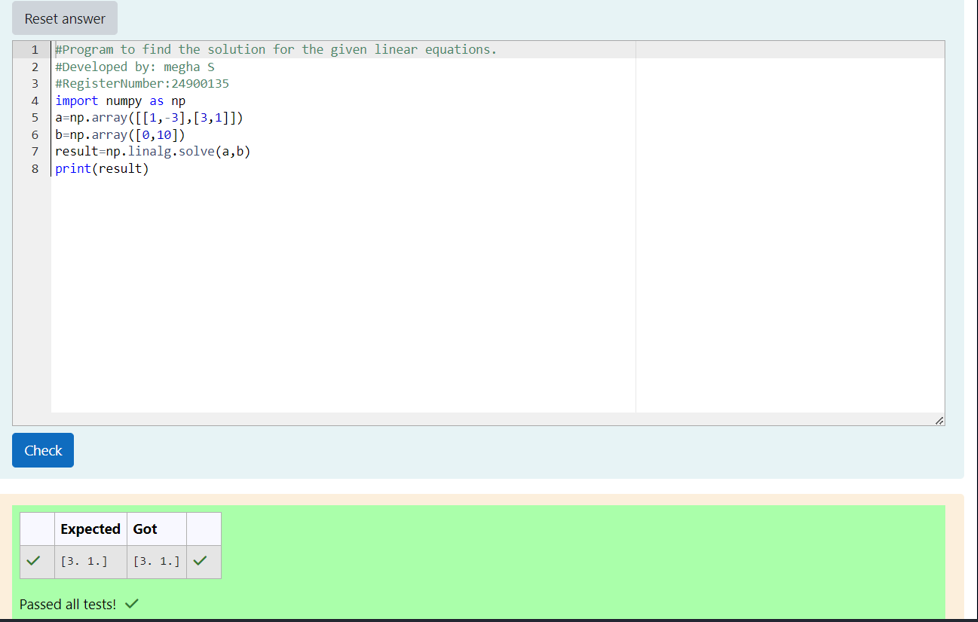 Reset answer
1 #Program to find the solution for the given linear equations.
2 #Developed by: megha S
3 #RegisterNumber:24900135
4 import numpy as np
5 a=np.array([[1,-3],[3,1]])
6 b=np.array([0,10])
7 result=np.linalg.solve(a,b)
8 print(result)
Check
Expected Got
[3. 1.] [3. 1.]
Passed all tests!